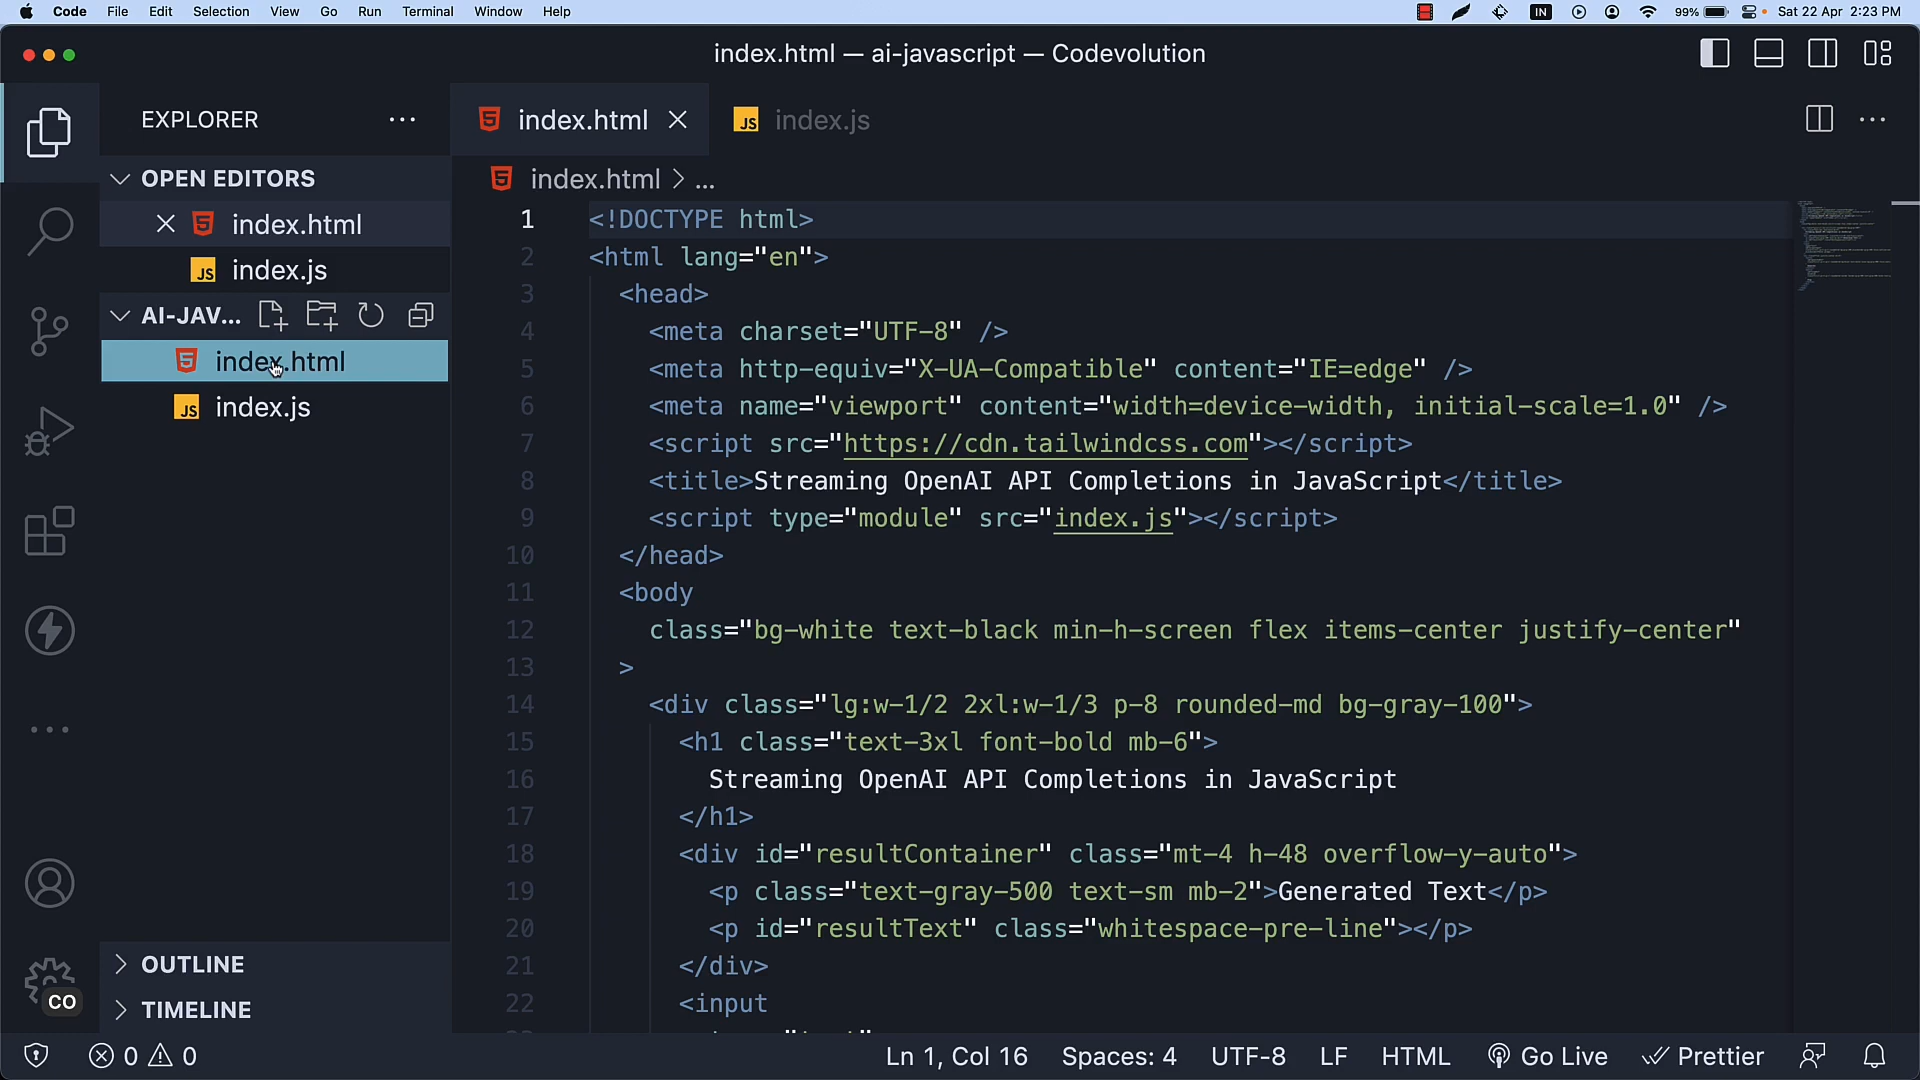 Code File Edit Selection View Go Run Terminal Window Help IN 99% Sat 22 Apr 2:23 PM
index.html — ai-javascript — Codevolution
EXPLORER
index.html
JS index.js
OPEN EDITORS
index.html > ...
index.html
JS index.js
AI-JAV...
index.html
JS index.js
1 <!DOCTYPE html>
2 <html lang="en">
3 <head>
4 <meta charset="UTF-8" />
5 <meta http-equiv="X-UA-Compatible" content="IE=edge" />
6 <meta name="viewport" content="width=device-width, initial-scale=1.0" />
7 <script src="https://cdn.tailwindcss.com"></script>
8 <title>Streaming OpenAI API Completions in JavaScript</title>
9 <script type="module" src="index.js"></script>
10 </head>
11 <body
12 class="bg-white text-black min-h-screen flex items-center justify-center"
13 >
14 <div class="lg:w-1/2 2xl:w-1/3 p-8 rounded-md bg-gray-100">
15 <h1 class="text-3xl font-bold mb-6">
16 Streaming OpenAI API Completions in JavaScript
17 </h1>
18 <div id="resultContainer" class="mt-4 h-48 overflow-y-auto">
19 <p class="text-gray-500 text-sm mb-2">Generated Text</p>
20 <p id="resultText" class="whitespace-pre-line"></p>
21 </div>
22 <input
OUTLINE
TIMELINE
CO
0 0 Ln 1, Col 16 Spaces: 4 UTF-8 LF HTML Go Live Prettier